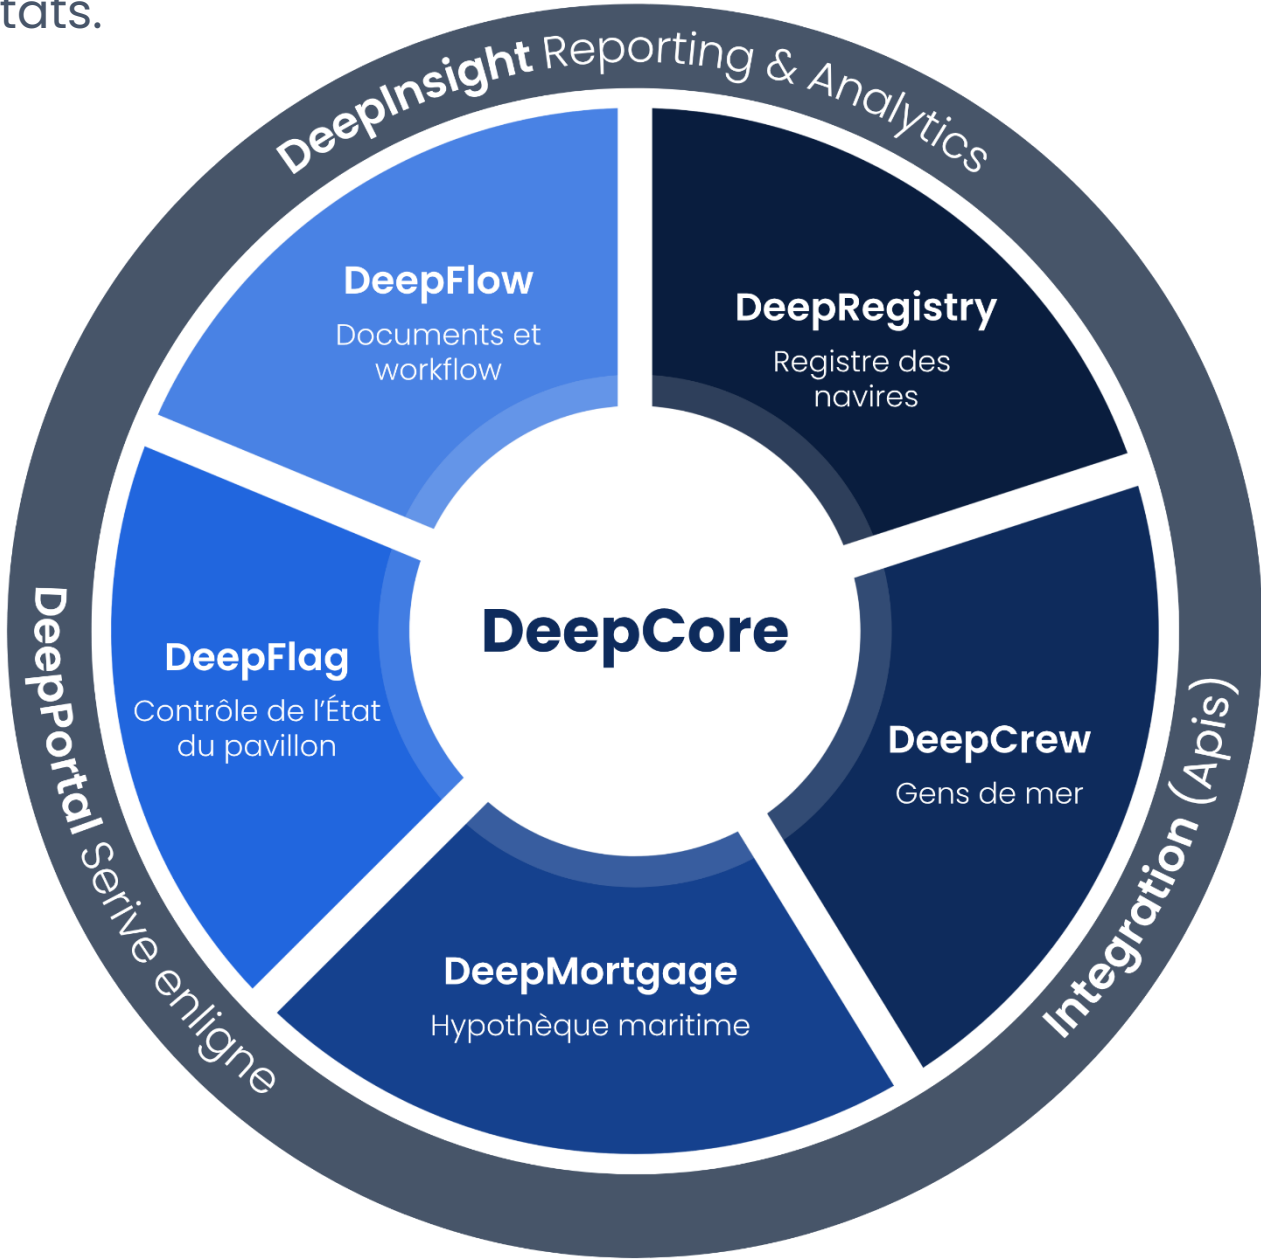 tats.
DeepInsight Reporting & Analytics
DeepFlow
Documents et
workflow
DeepRegistry
Registre des
navires
DeepCore
DeepFlag
Contrôle de l’État
du pavillon
DeepCrew
Gens de mer
DeepMortgage
Hypothèque maritime
DeepPortal Serive enligne
Integration (Apis)